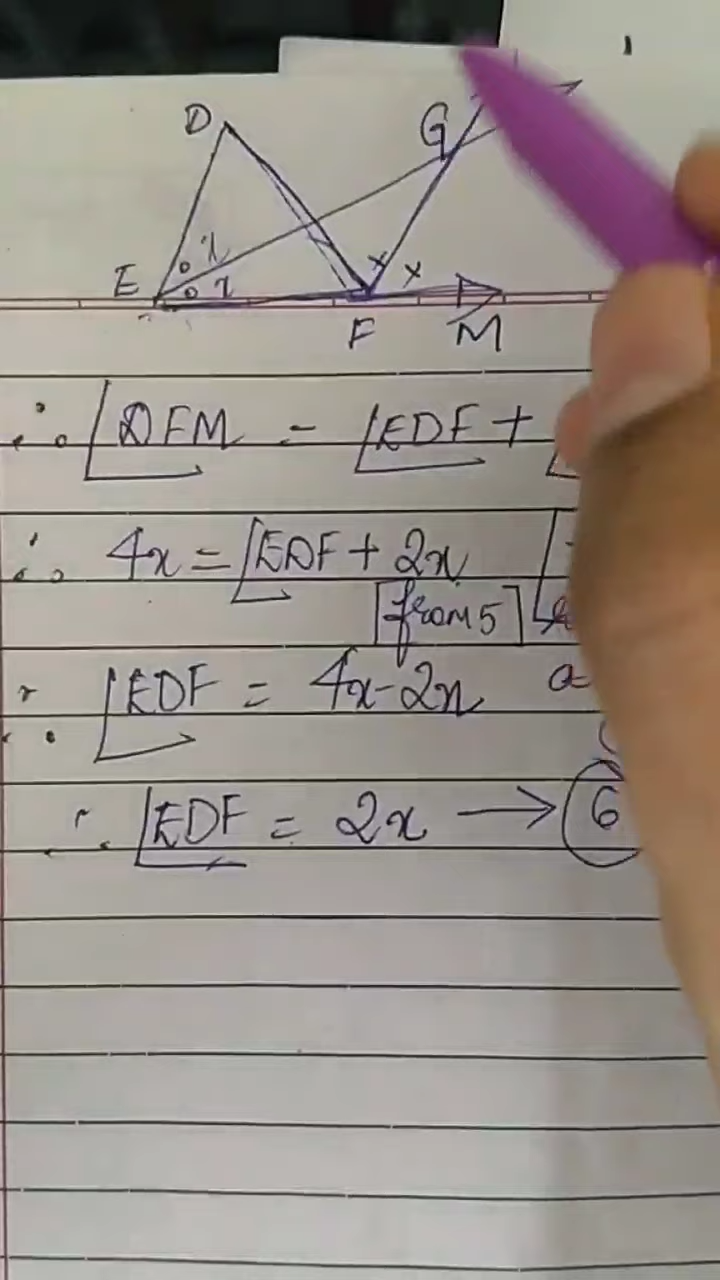 D
G
E
x
x
x x
F
M
∴ ∠DFM = ∠EDF +
∴ 4x = ∠EDF + 2x
[from 5]
∴ ∠EDF = 4x - 2x
∴ ∠EDF = 2x → 6